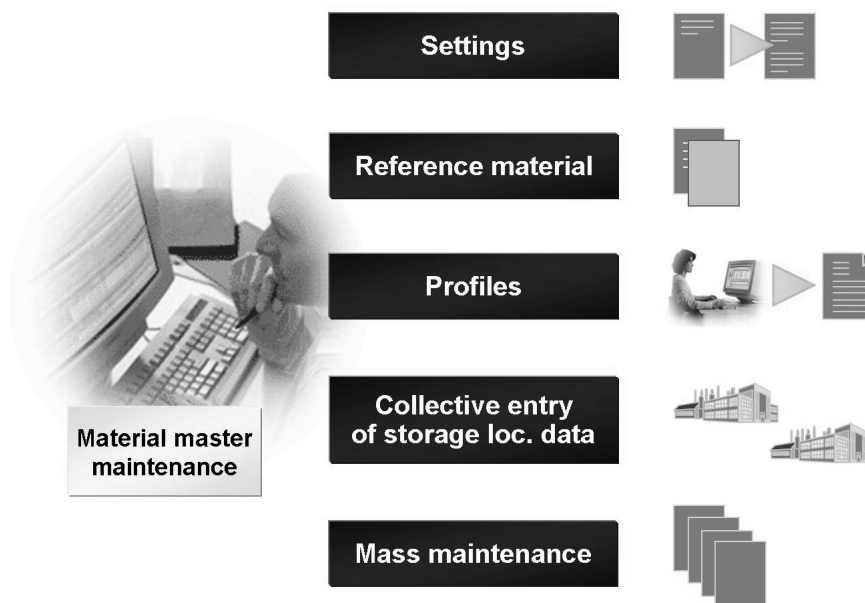 Settings
Reference material
Profiles
Collective entry
of storage loc. data
Material master
maintenance
Mass maintenance